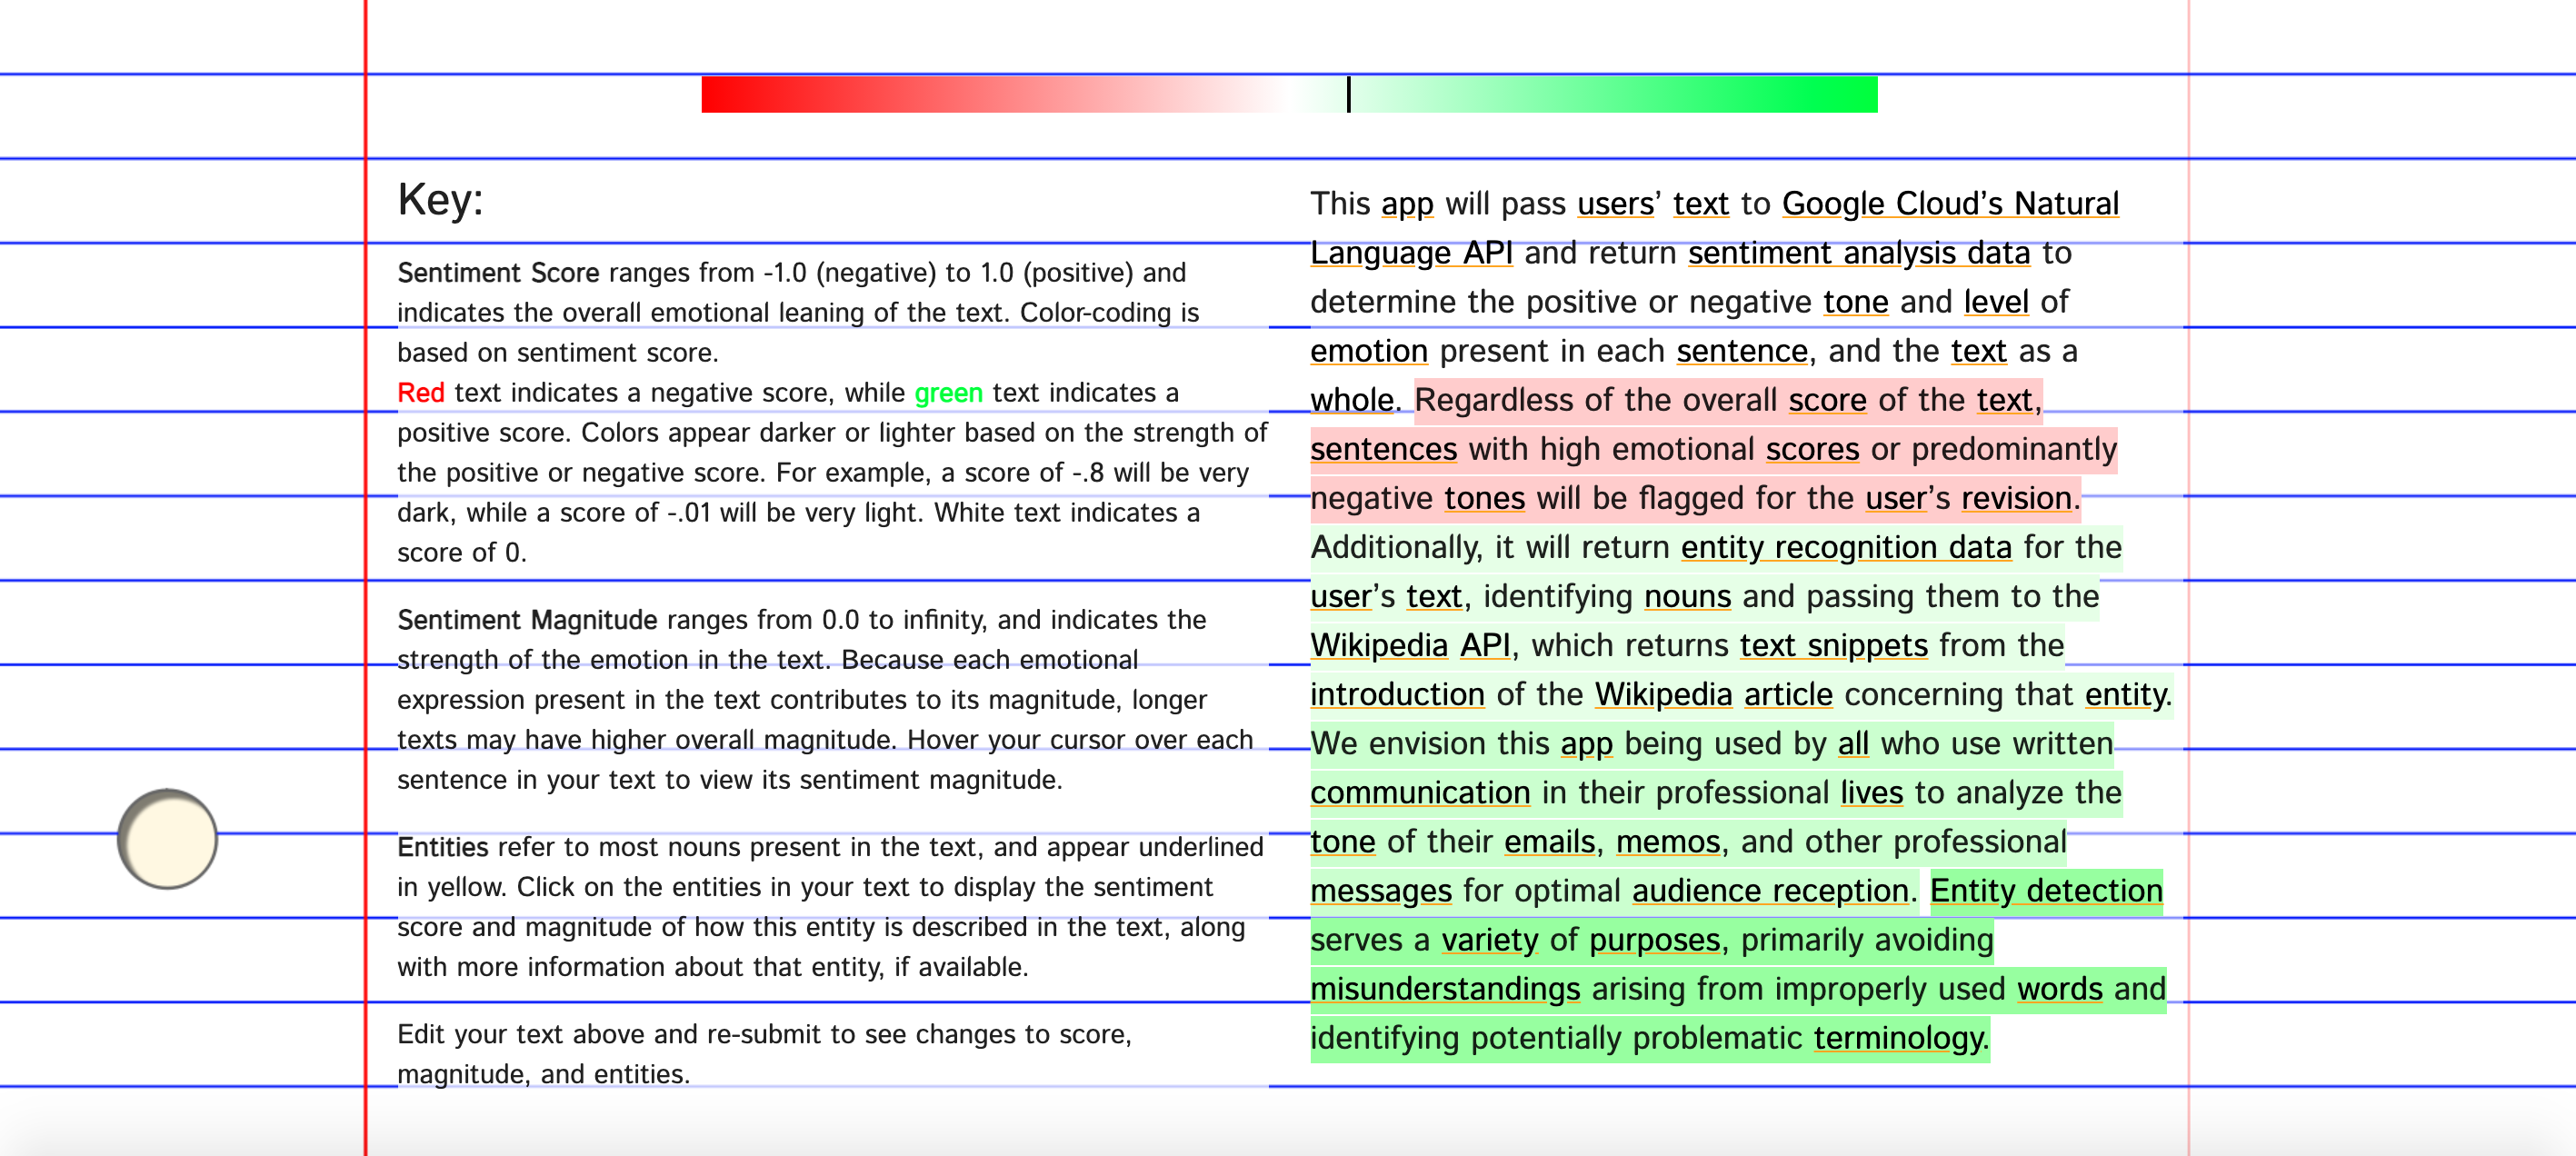 Key:
Sentiment Score ranges from -1.0 (negative) to 1.0 (positive) and
indicates the overall emotional leaning of the text. Color-coding is
based on sentiment score.
Red text indicates a negative score, while green text indicates a
positive score. Colors appear darker or lighter based on the strength of
the positive or negative score. For example, a score of -.8 will be very
dark, while a score of -.01 will be very light. White text indicates a
score of 0.
Sentiment Magnitude ranges from 0.0 to infinity, and indicates the
strength of the emotion in the text. Because each emotional
expression present in the text contributes to its magnitude, longer
texts may have higher overall magnitude. Hover your cursor over each
sentence in your text to view its sentiment magnitude.
Entities refer to most nouns present in the text, and appear underlined
in yellow. Click on the entities in your text to display the sentiment
score and magnitude of how this entity is described in the text, along
with more information about that entity, if available.
Edit your text above and re-submit to see changes to score,
magnitude, and entities.
This app will pass users’ text to Google Cloud’s Natural
Language API and return sentiment analysis data to
determine the positive or negative tone and level of
emotion present in each sentence, and the text as a
whole. Regardless of the overall score of the text,
sentences with high emotional scores or predominantly
negative tones will be flagged for the user’s revision.
Additionally, it will return entity recognition data for the
user’s text, identifying nouns and passing them to the
Wikipedia API, which returns text snippets from the
introduction of the Wikipedia article concerning that entity.
We envision this app being used by all who use written
communication in their professional lives to analyze the
tone of their emails, memos, and other professional
messages for optimal audience reception. Entity detection
serves a variety of purposes, primarily avoiding
misunderstandings arising from improperly used words and
identifying potentially problematic terminology.